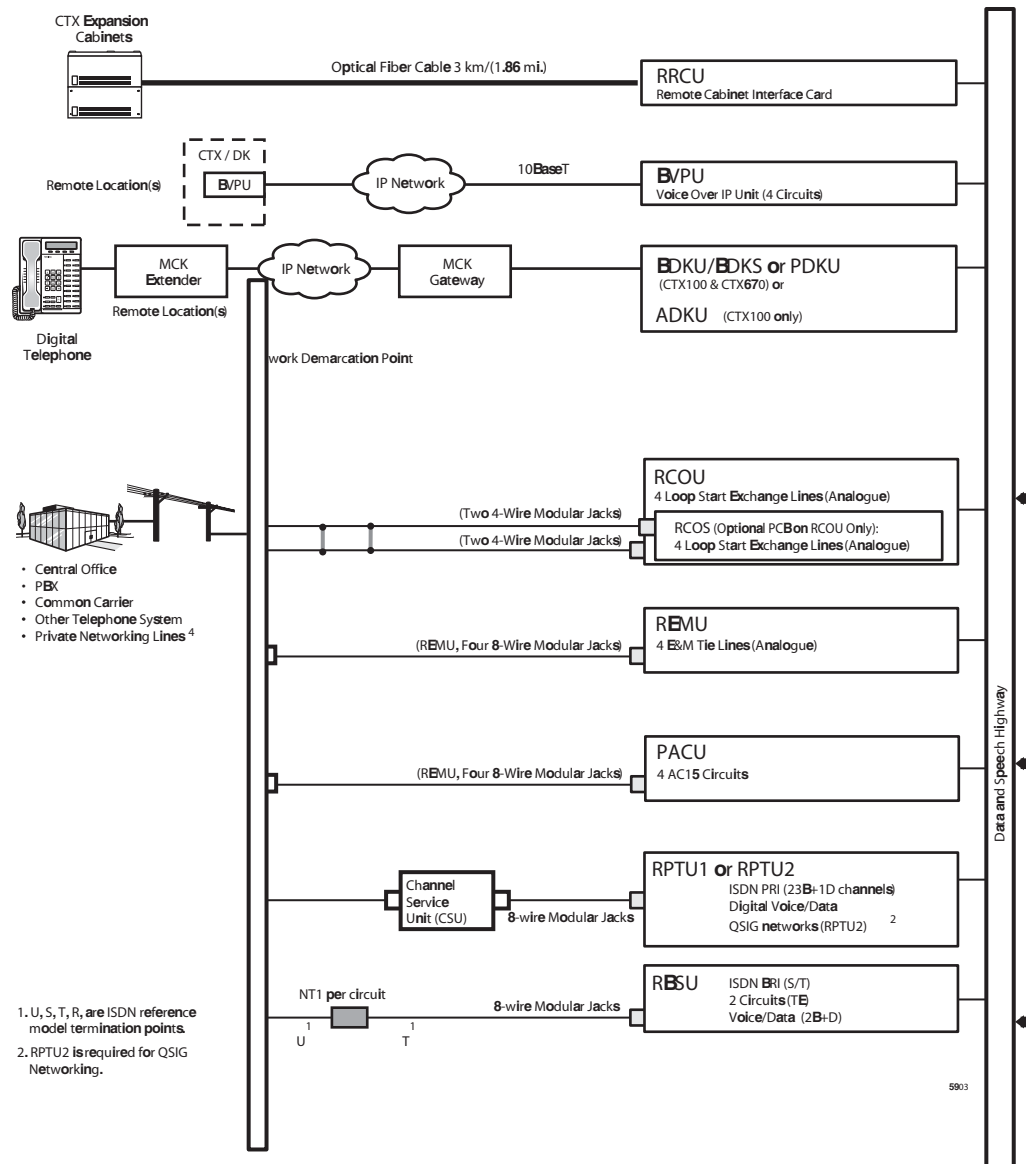 CTX Expansion
Cabinets
Optical Fiber Cable 3 km/(1.86 mi.)
RRCU
Remote Cabinet Interface Card
CTX / DK
Remote Location(s)
BVPU
IP Network
10BaseT
BVPU
Voice Over IP Unit (4 Circuits)
MCK
Extender
IP Network
MCK
Gateway
BDKU/BDKS or PDKU
(CTX100 & CTX670) or
ADKU (CTX100 only)
Remote Location(s)
Digital
Telephone
work Demarcation Point
RCOU
4 Loop Start Exchange Lines (Analogue)
(Two 4-Wire Modular Jacks)
(Two 4-Wire Modular Jacks)
RCOS (Optional PCB on RCOU Only):
4 Loop Start Exchange Lines (Analogue)
• Central Office
• PBX
• Common Carrier
• Other Telephone System
• Private Networking Lines 4
(REMU, Four 8-Wire Modular Jacks)
REMU
4 E&M Tie Lines (Analogue)
(REMU, Four 8-Wire Modular Jacks)
PACU
4 AC15 Circuits
Data and Speech Highway
Channel
Service
Unit (CSU)
8-wire Modular Jacks
RPTU1 or RPTU2
ISDN PRI (23B+1D channels)
Digital Voice/Data
QSIG networks (RPTU2) 2
NT1 per circuit
1
U
1
T
8-wire Modular Jacks
RBSU
ISDN BRI (S/T)
2 Circuits (TE)
Voice/Data (2B+D)
1. U, S, T, R, are ISDN reference
model termination points.
2. RPTU2 is required for QSIG
Networking.
5903